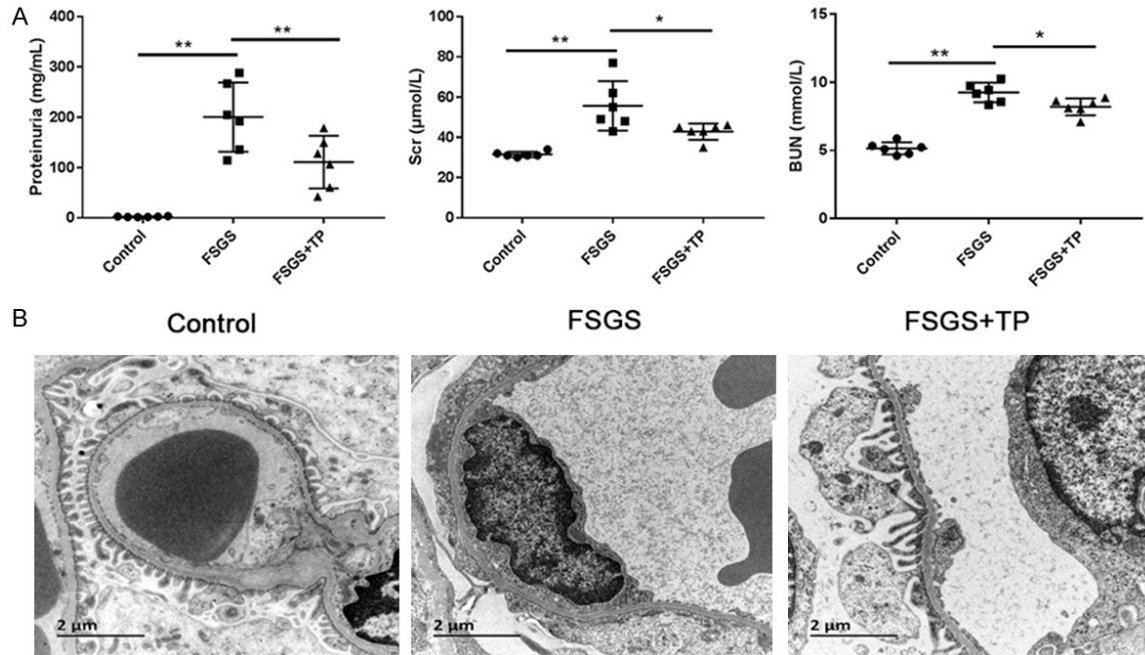 A
Proteinuria (mg/mL)
400
300
200
100
0
**
**
Control
FSGS
FSGS+TP
Scr (μmol/L)
100
80
60
40
20
0
**
*
Control
FSGS
FSGS+TP
BUN (mmol/L)
15
10
5
0
**
*
Control
FSGS
FSGS+TP
B
Control
FSGS
FSGS+TP
2 μm
2 μm
2 μm